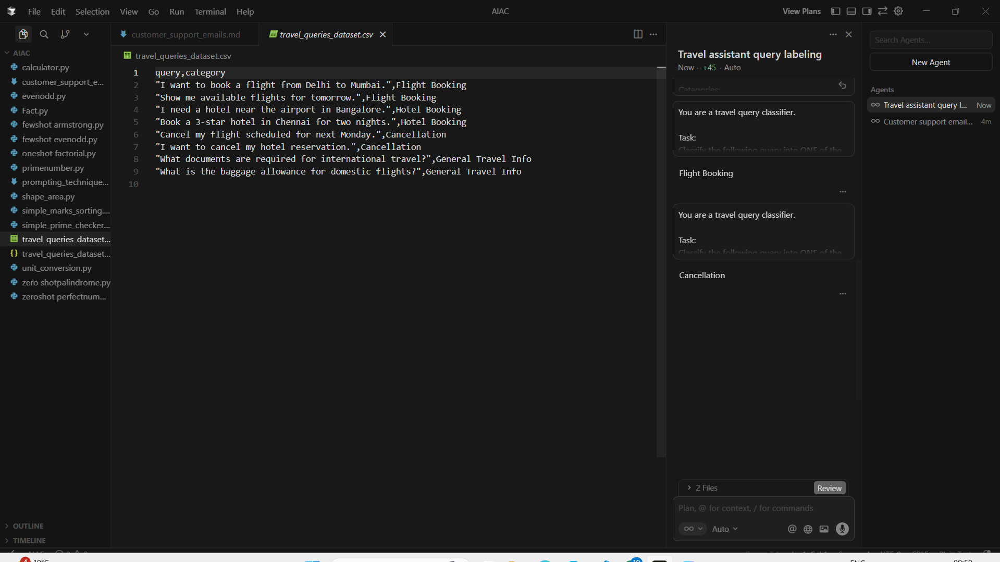 File Edit Selection View Go Run Terminal Help
AIAC
View Plans
AIAC
calculator.py
customer_support_e...
evenodd.py
Fact.py
fewshot armstrong.py
fewshot evenodd.py
oneshot factorial.py
primenumber.py
prompting_technique...
shape_area.py
simple_marks_sorting....
simple_prime_checker...
travel_queries_dataset...
travel_queries_dataset...
unit_conversion.py
zero shotpalindrome.py
zeroshot perfectnum...
OUTLINE
TIMELINE
customer_support_emails.md
travel_queries_dataset.csv
travel_queries_dataset.csv
1 query,category
2 "I want to book a flight from Delhi to Mumbai.",Flight Booking
3 "Show me available flights for tomorrow.",Flight Booking
4 "I need a hotel near the airport in Bangalore.",Hotel Booking
5 "Book a 3-star hotel in Chennai for two nights.",Hotel Booking
6 "Cancel my flight scheduled for next Monday.",Cancellation
7 "I want to cancel my hotel reservation.",Cancellation
8 "What documents are required for international travel?",General Travel Info
9 "What is the baggage allowance for domestic flights?",General Travel Info
10
Travel assistant query labeling
Now · +45 · Auto
Categories:
You are a travel query classifier.
Task:
Classify the following query into ONE of the
Flight Booking
You are a travel query classifier.
Task:
Classify the following query into ONE of the
Cancellation
2 Files
Review
Plan, @ for context, / for commands
Auto
Search Agents...
New Agent
Agents
Travel assistant query l... Now
Customer support email... 4m